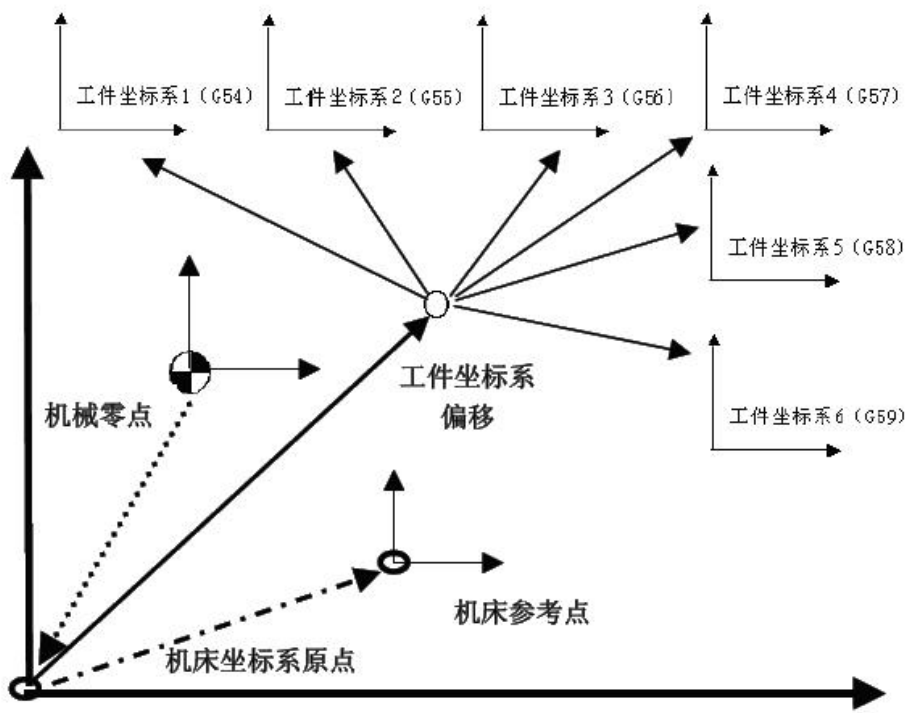 工件坐标系1(G54)
工件坐标系2(G55)
工件坐标系3(G56)
工件坐标系4(G57)
工件坐标系5(G58)
工件坐标系
偏移
机械零点
工件坐标系6(G59)
机床参考点
机床坐标系原点